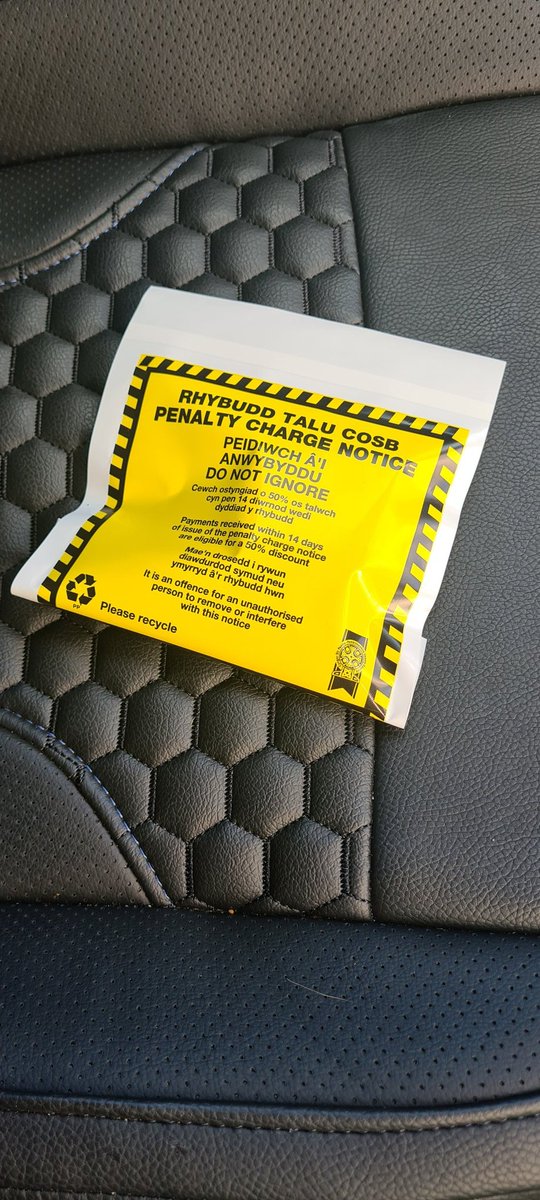 RHYBUDD TALU COSB
PENALTY CHARGE NOTICE
PEIDIWCH Â'I
ANWYBYDDU
DO NOT IGNORE
Cewch ostyngiad o 50% os talwch
cyn pen 14 diwrnod wedi
dyddiad y rhybudd
Payments received within 14 days
of issue of the penalty charge notice
are eligible for a 50% discount
Mae'n drosedd i rywun
diawdurdod symud neu
ymyrryd â'r rhybudd hwn
It is an offence for an unauthorised
person to remove or interfere
with this notice
PP
Please recycle